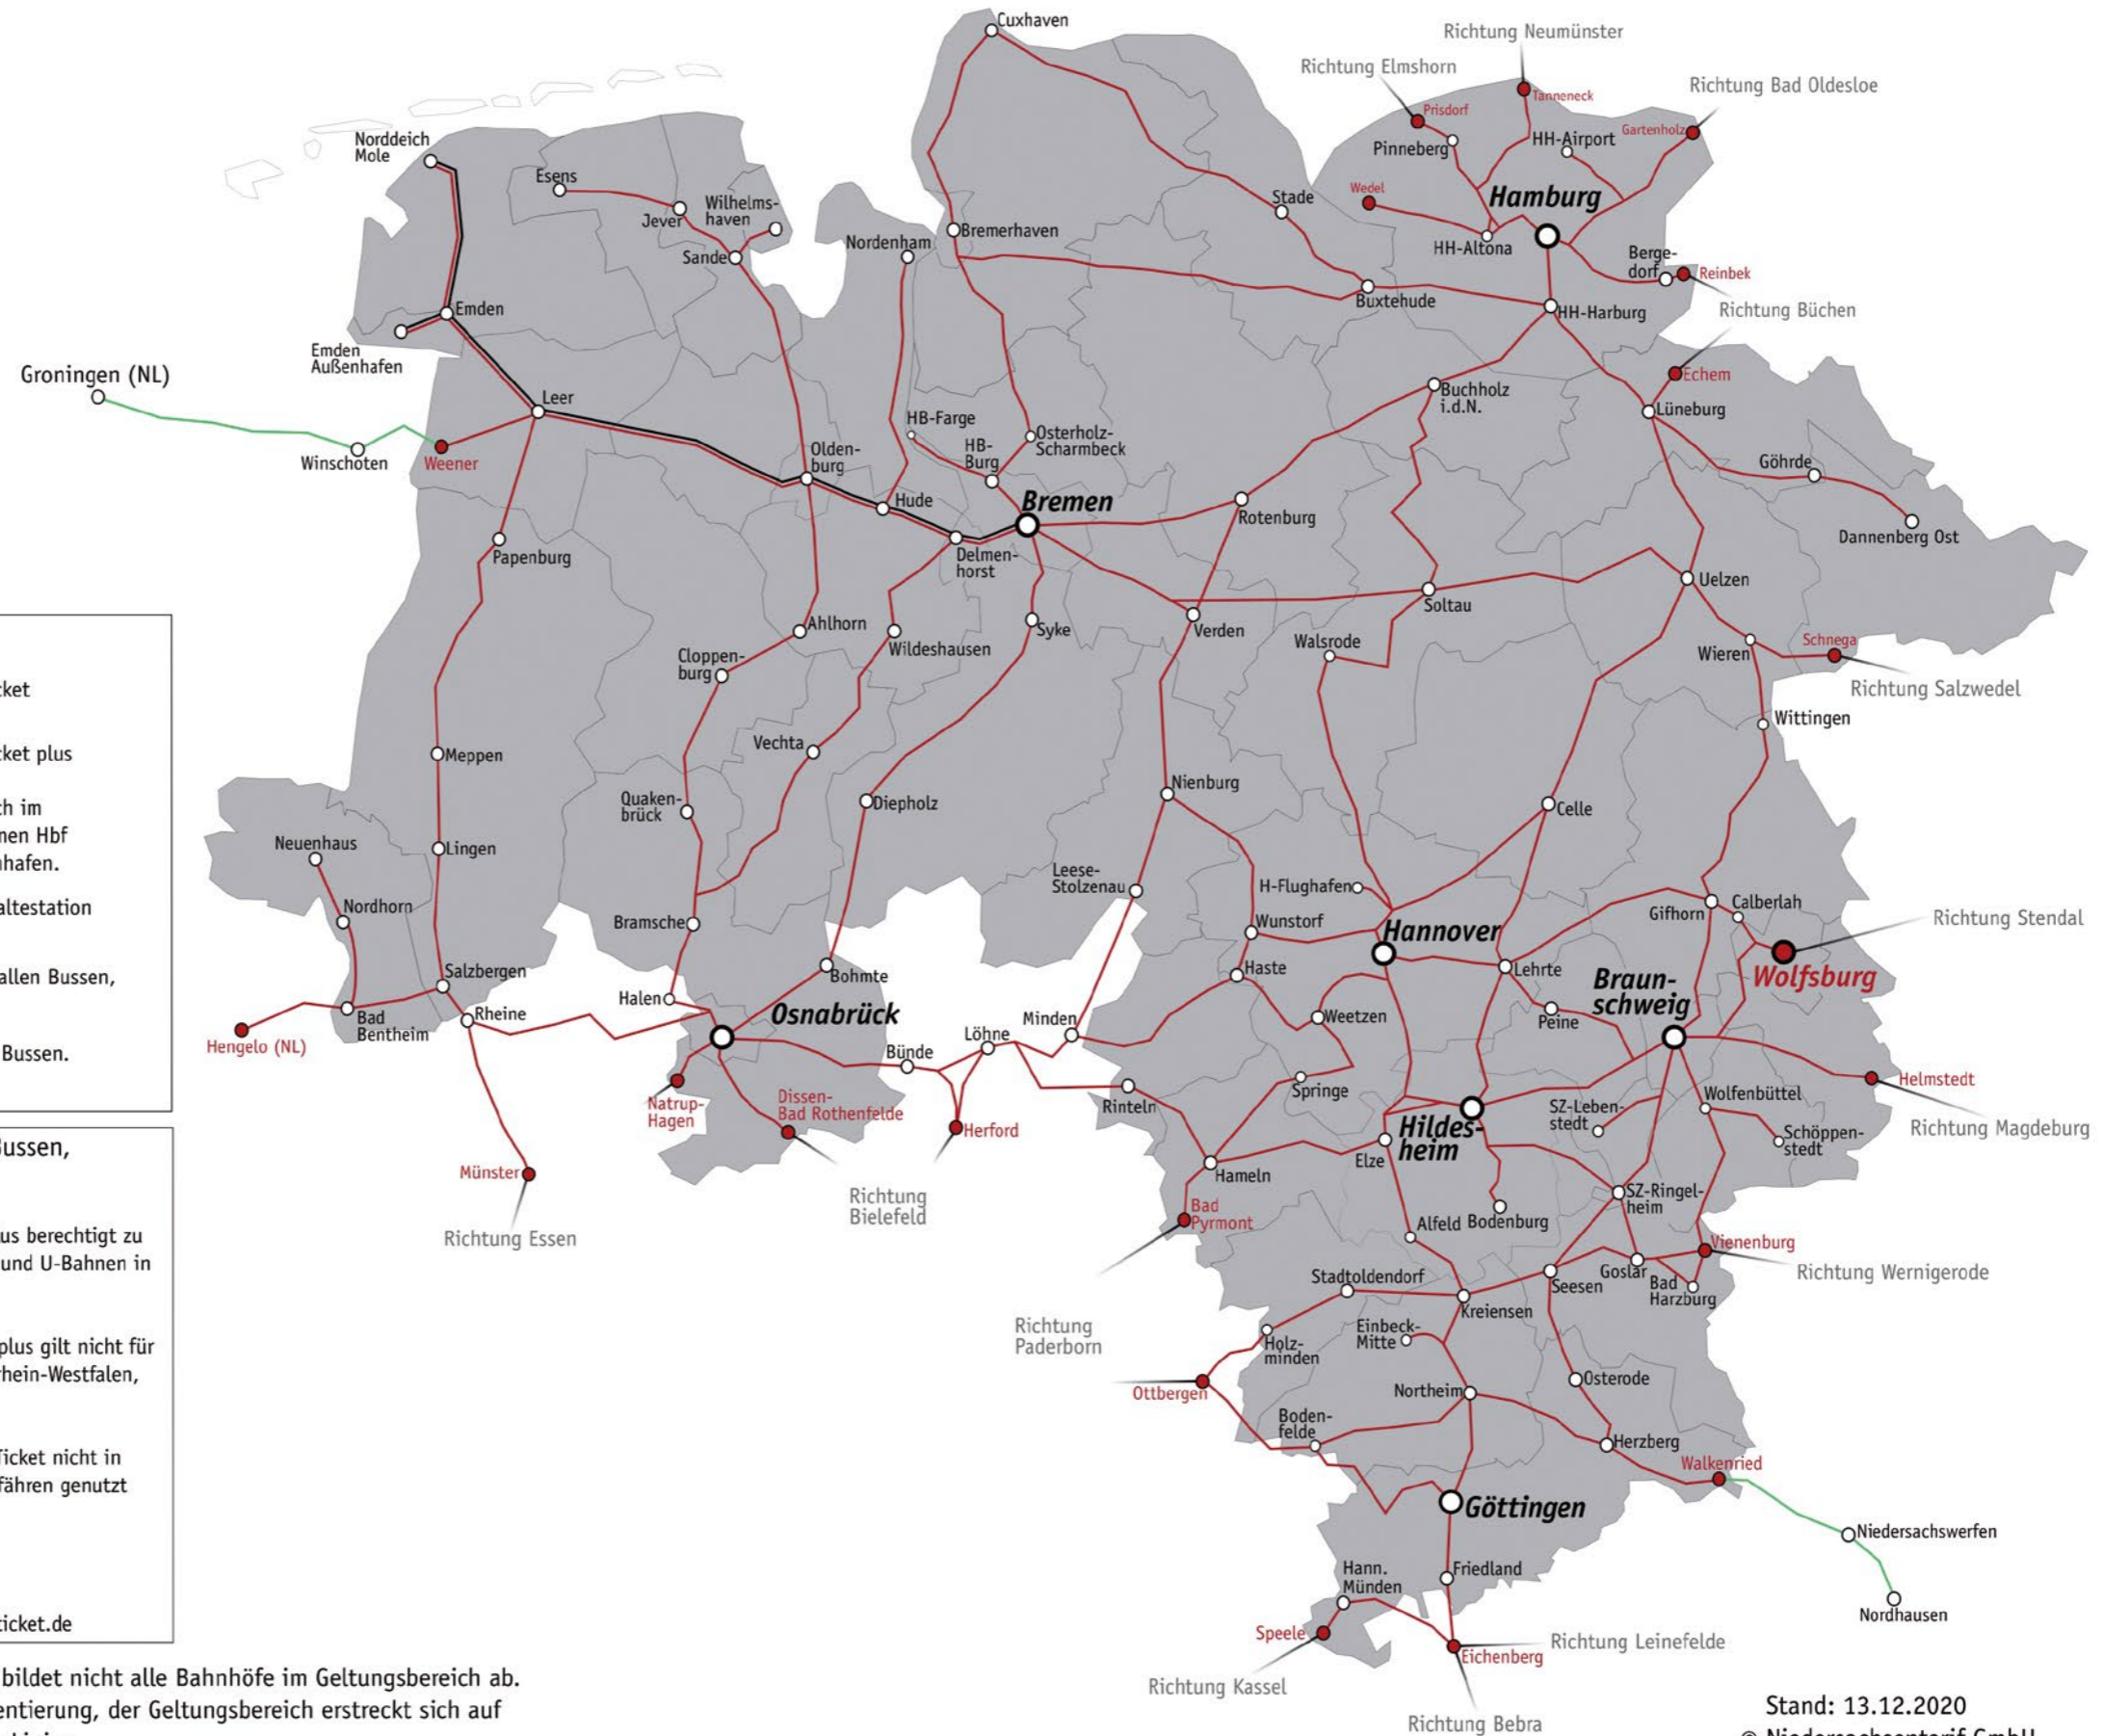 Cuxhaven
Richtung Neumünster
Richtung Elmshorn
Richtung Bad Oldesloe
Tanneneck
Prisdorf
Gartenholz
HH-Airport
Pinneberg
Norddeich
Mole
Esens
Wedel
Hamburg
Stade
Jever
Wilhelms-
haven
Bremerhaven
Nordenham
Sande
HH-Altona
Berge-
dorf
Reinbek
Buxtehude
HH-Harburg
Richtung Büchen
Emden
Emden
Außenhafen
Groningen (NL)
Echem
Buchholz
i.d.N.
Lüneburg
Leer
HB-Farge
HB-
Burg
Osterholz-
Scharmbeck
Olden-
burg
Winschoten
Weener
Göhrde
Hude
Bremen
Rotenburg
Dannenberg Ost
Papenburg
Delmen-
horst
Uelzen
Soltau
Ahlhorn
Wildeshausen
Syke
Verden
Walsrode
Wieren
Schnega
Cloppen-
burg
Richtung Salzwedel
cket
Wittingen
cket plus
Vechta
Meppen
Nienburg
Quaken-
brück
Diepholz
Celle
ch im
nen Hbf
nhafen.
Neuenhaus
Lingen
Leese-
Stolzenau
H-Flughafen
altestation
Nordhorn
Bramsche
Wunstorf
Hannover
Gifhorn
Calberlah
Richtung Stendal
allen Bussen,
Salzbergen
Bohmte
Haste
Lehrte
Braun-
schweig
Wolfsburg
Halen
Osnabrück
Rheine
Bad
Bentheim
Hengelo (NL)
Minden
Löhne
Weetzen
Peine
Bünde
Bussen.
Natrup-
Hagen
Dissen-
Bad Rothenfelde
Herford
Rinteln
Springe
Hildes-
heim
SZ-Leben-
stedt
Wolfenbüttel
Helmstedt
Schöppen-
stedt
Richtung Magdeburg
Bussen,
Münster
Hameln
Elze
Richtung
Bielefeld
Bad
Pyrmont
Alfeld
Bodenburg
SZ-Ringel-
heim
us berechtigt zu
und U-Bahnen in
Richtung Essen
Vienenburg
Richtung Wernigerode
Stadtoldendorf
Kreiensen
Seesen
Goslar
Bad
Harzburg
Richtung
Paderborn
Holz-
minden
Einbeck-
Mitte
plus gilt nicht für
rhein-Westfalen,
Ottbergen
Northeim
Osterode
Boden-
felde
Herzberg
Walkenried
Ticket nicht in
fähren genutzt
Göttingen
Niedersachswerfen
Hann.
Münden
Friedland
Nordhausen
ticket.de
Speele
Eichenberg
Richtung Leinefelde
Richtung Kassel
Richtung Bebra
bildet nicht alle Bahnhöfe im Geltungsbereich ab.
entierung, der Geltungsbereich erstreckt sich auf
Stand: 13.12.2020
© Niedersachsentarif GmbH